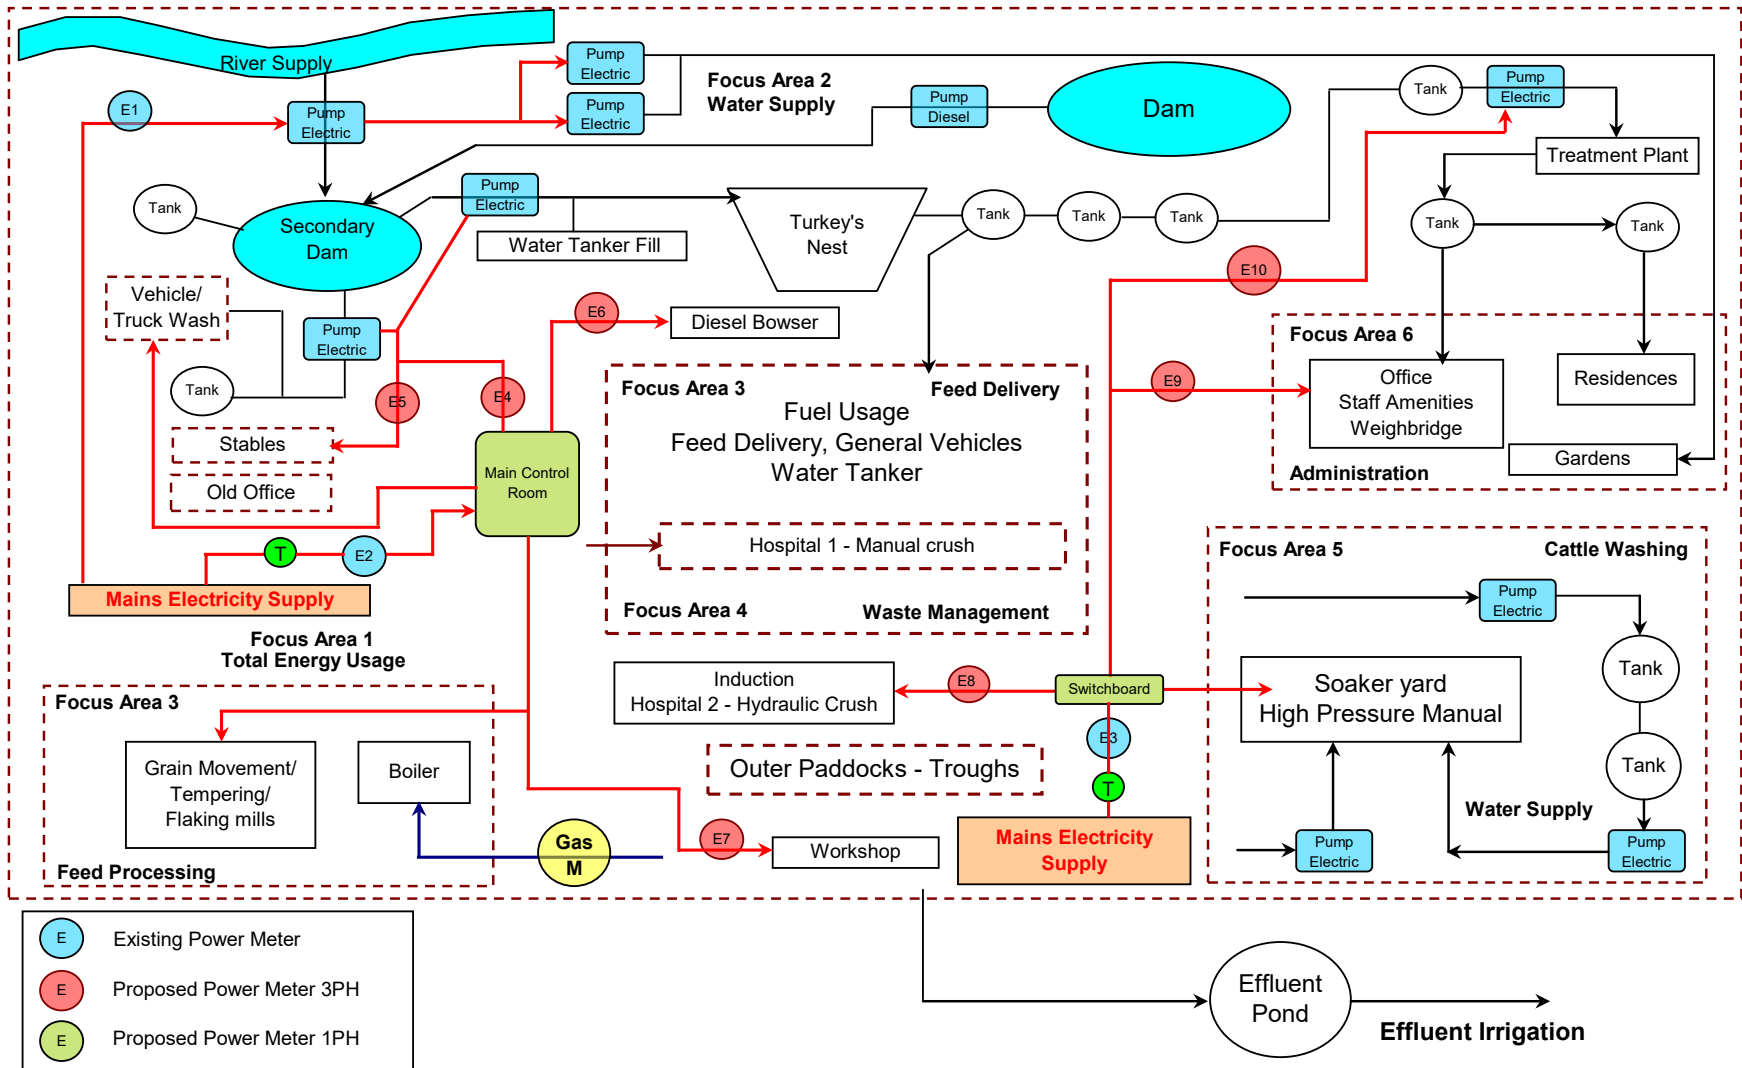 River Supply
Pump
Electric
Focus Area 2
Water Supply
Pump
Electric
E1
Pump
Electric
Pump
Diesel
Dam
Tank
Pump
Electric
Treatment Plant
Tank
Secondary
Dam
Pump
Electric
Water Tanker Fill
Turkey's
Nest
Tank
Tank
Tank
Tank
Tank
E10
Vehicle/
Truck Wash
Pump
Electric
Tank
E6
Diesel Bowser
E5
E4
Stables
Old Office
Main Control
Room
T
E2
Mains Electricity Supply
Focus Area 1
Total Energy Usage
Focus Area 3
Feed Delivery
Fuel Usage
Feed Delivery, General Vehicles
Water Tanker
Hospital 1 - Manual crush
Focus Area 4
Waste Management
E9
Focus Area 6
Office
Staff Amenities
Weighbridge
Residences
Gardens
Administration
Focus Area 5
Cattle Washing
Pump
Electric
Tank
Soaker yard
High Pressure Manual
Tank
Water Supply
Pump
Electric
Pump
Electric
Induction
Hospital 2 - Hydraulic Crush
E8
Switchboard
E3
T
Mains Electricity
Supply
Outer Paddocks - Troughs
Focus Area 3
Grain Movement/
Tempering/
Flaking mills
Boiler
Feed Processing
Gas
M
E7
Workshop
E
Existing Power Meter
E
Proposed Power Meter 3PH
E
Proposed Power Meter 1PH
Effluent
Pond
Effluent Irrigation